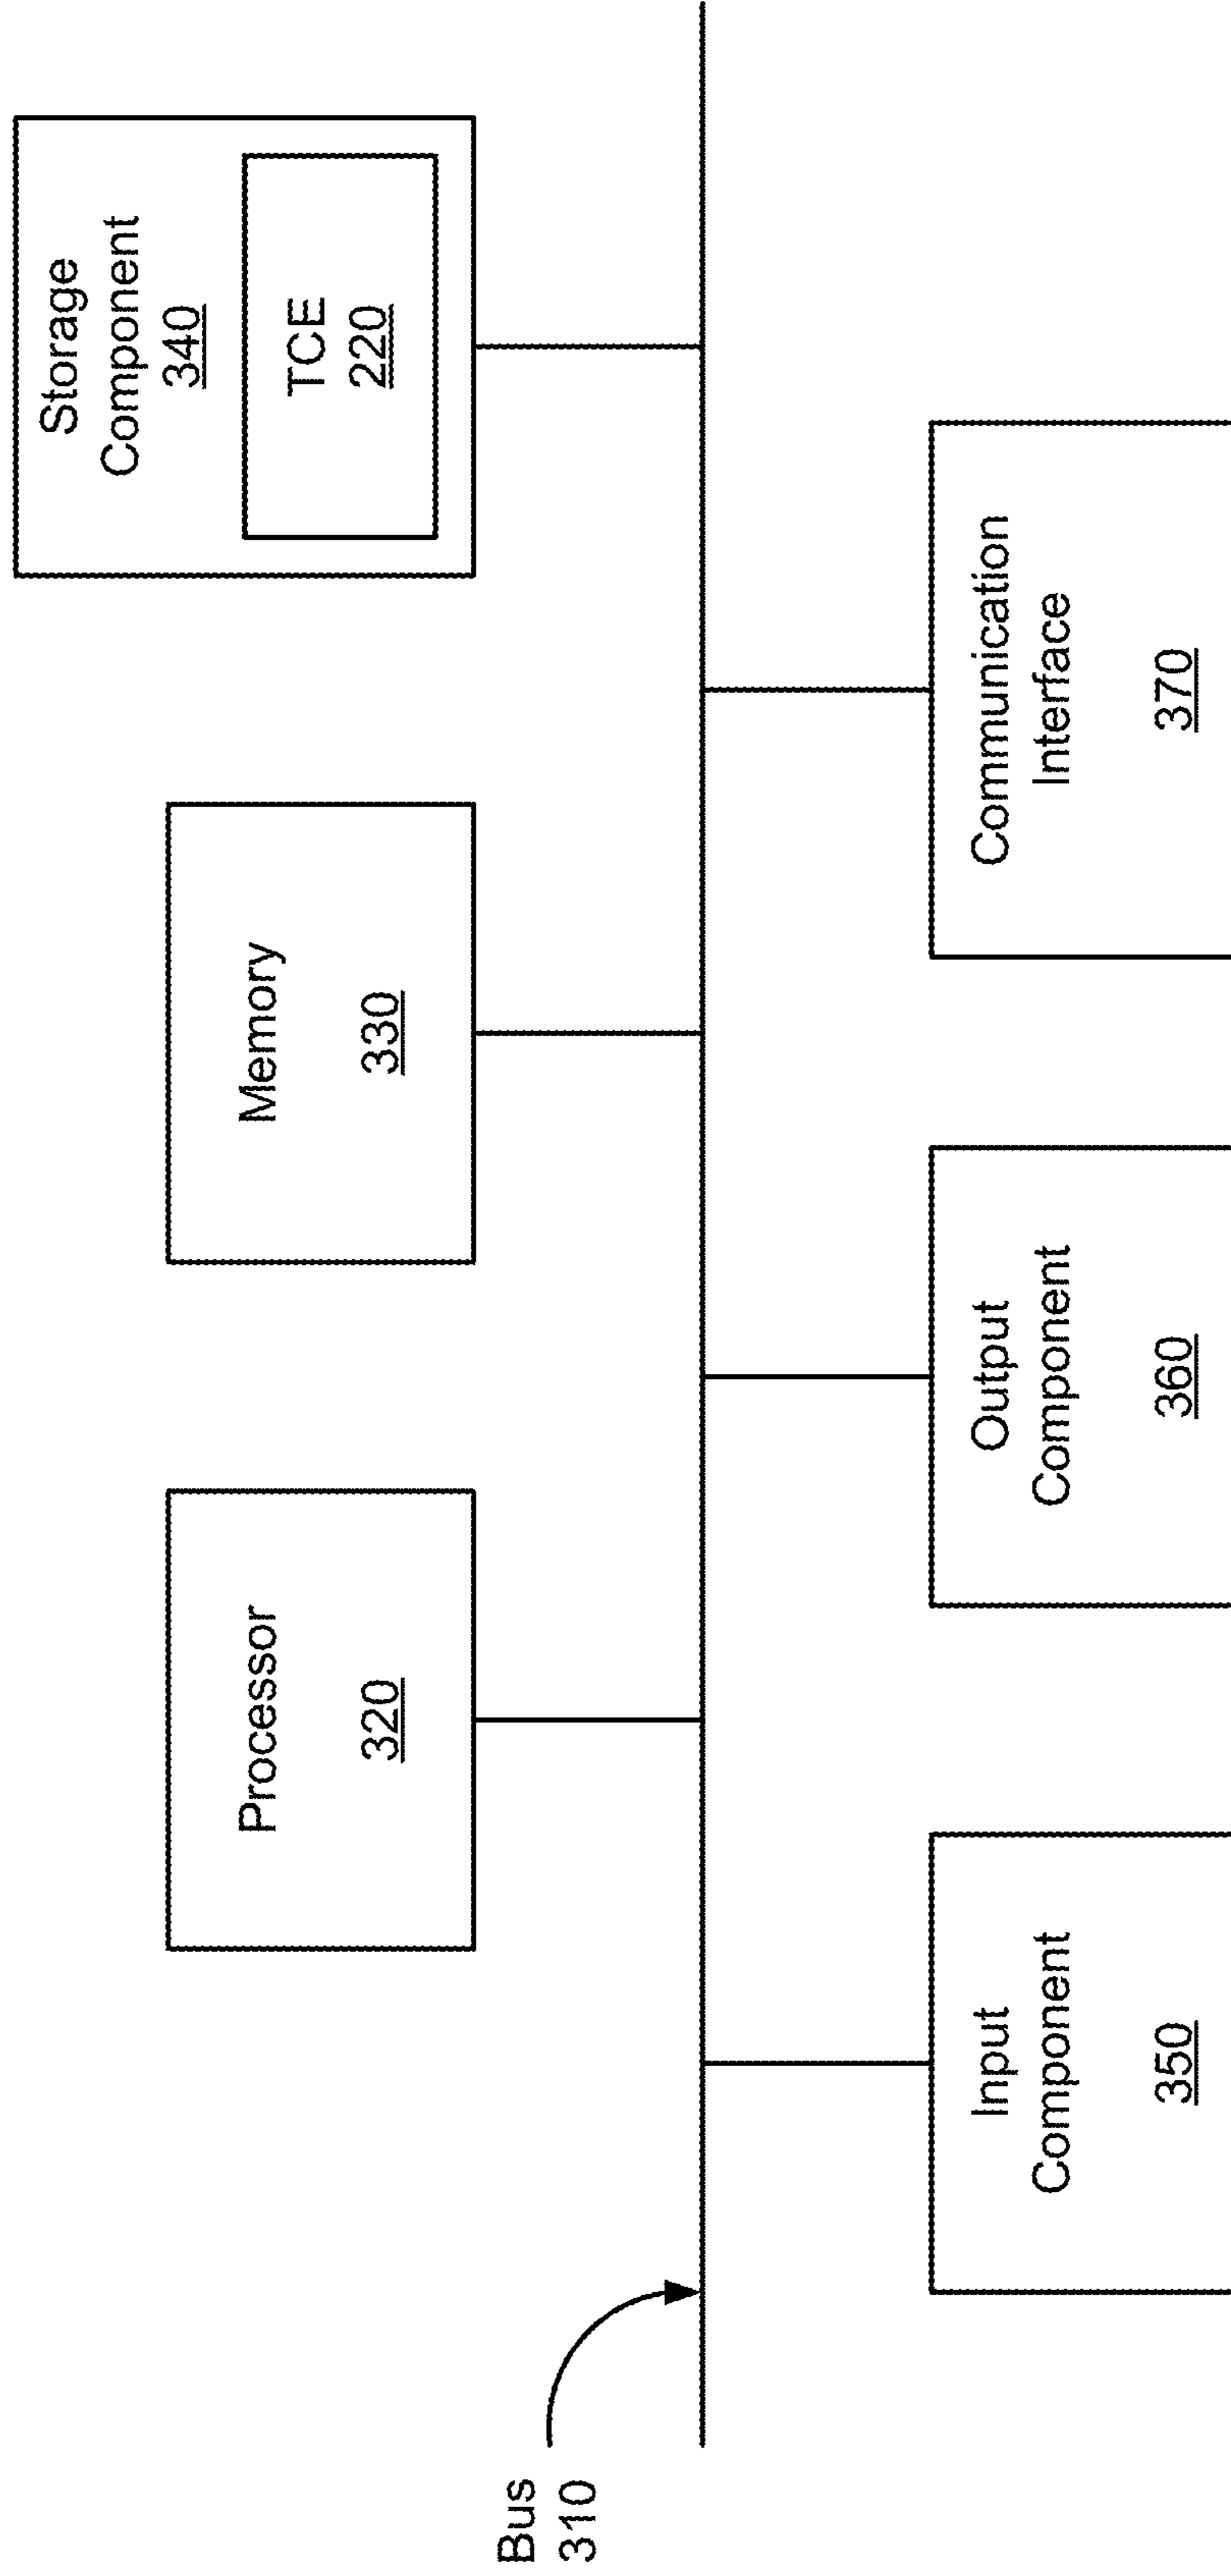 Storage
Component
340
TCE
220
Processor
320
Memory
330
Bus
310
Input
Component
350
Output
Component
360
Communication
Interface
370